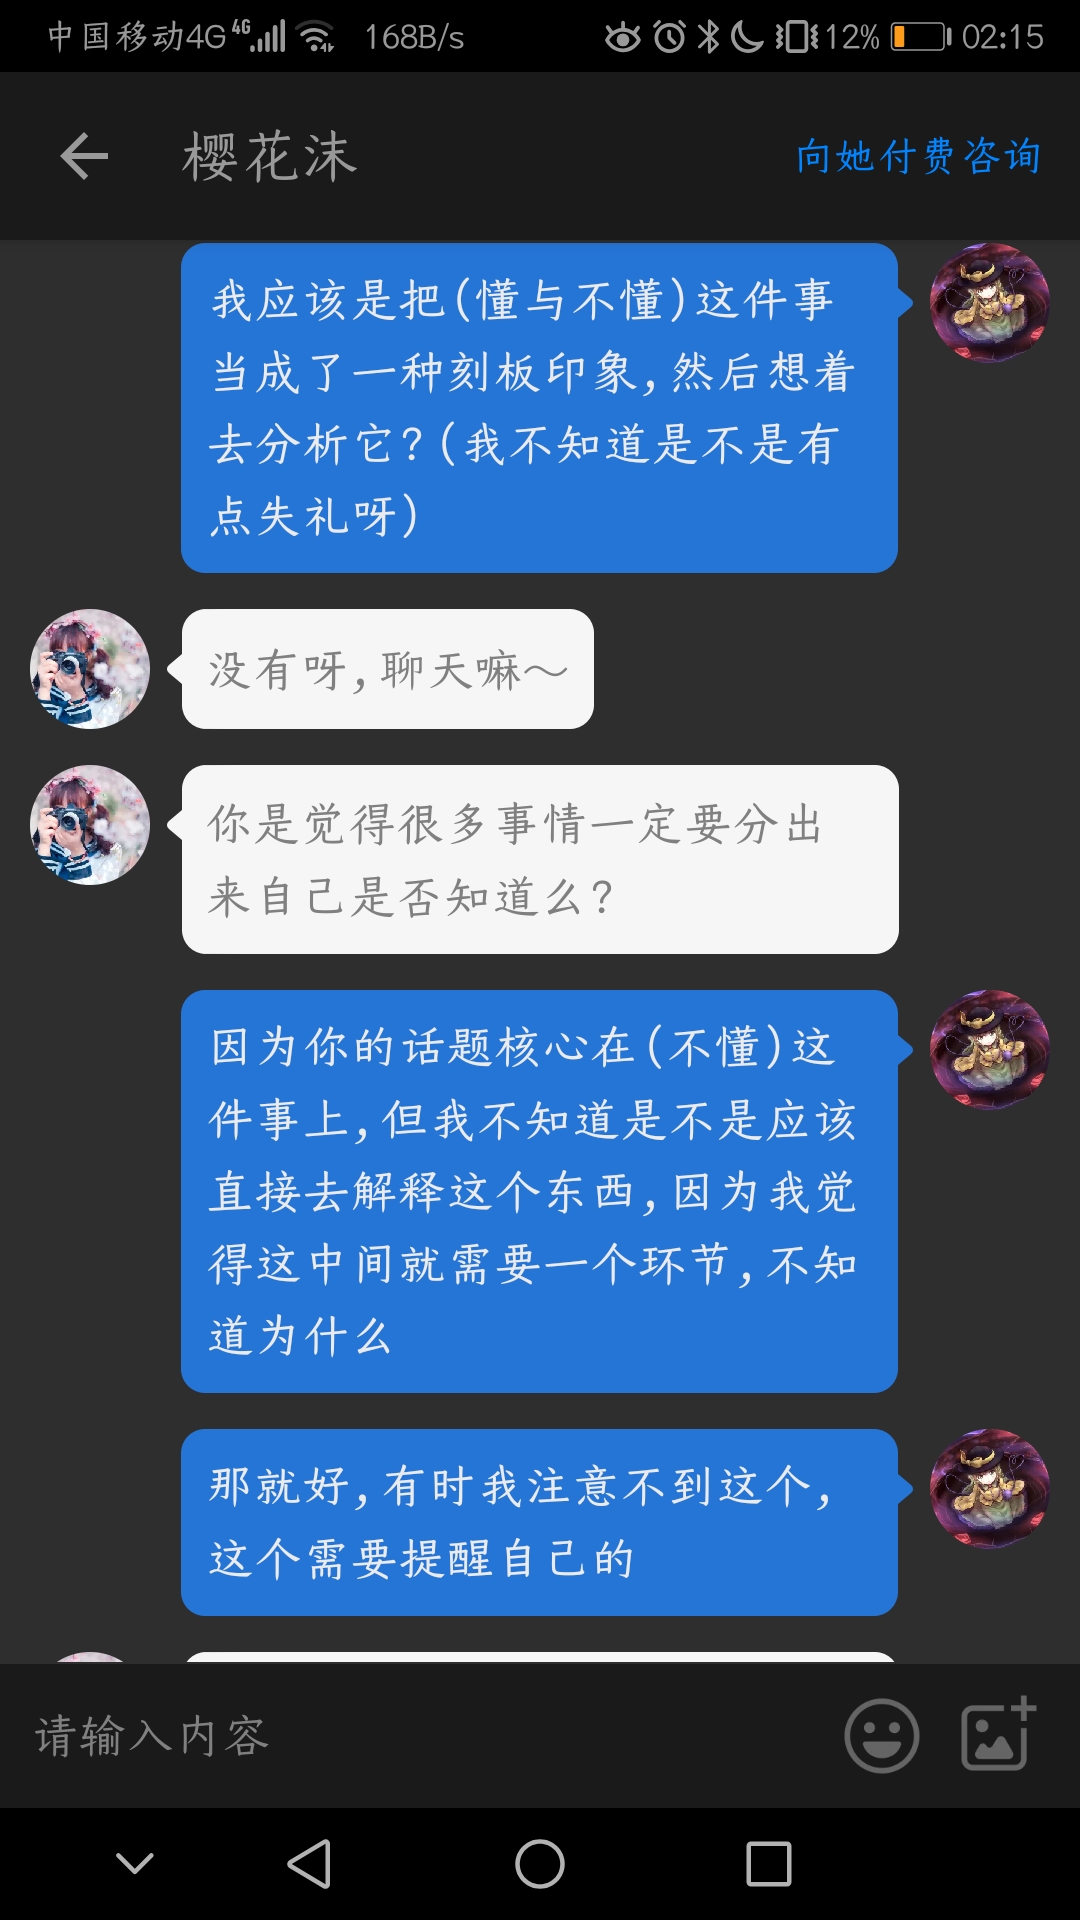 中国移动4G 4G 168B/s 12% 02:15
樱花沫 向她付费咨询
我应该是把(懂与不懂)这件事
当成了一种刻板印象,然后想着
去分析它?(我不知道是不是有
点失礼呀)
没有呀,聊天嘛～
你是觉得很多事情一定要分出
来自己是否知道么?
因为你的话题核心在(不懂)这
件事上,但我不知道是不是应该
直接去解释这个东西,因为我觉
得这中间就需要一个环节,不知
道为什么
那就好,有时我注意不到这个,
这个需要提醒自己的
请输入内容